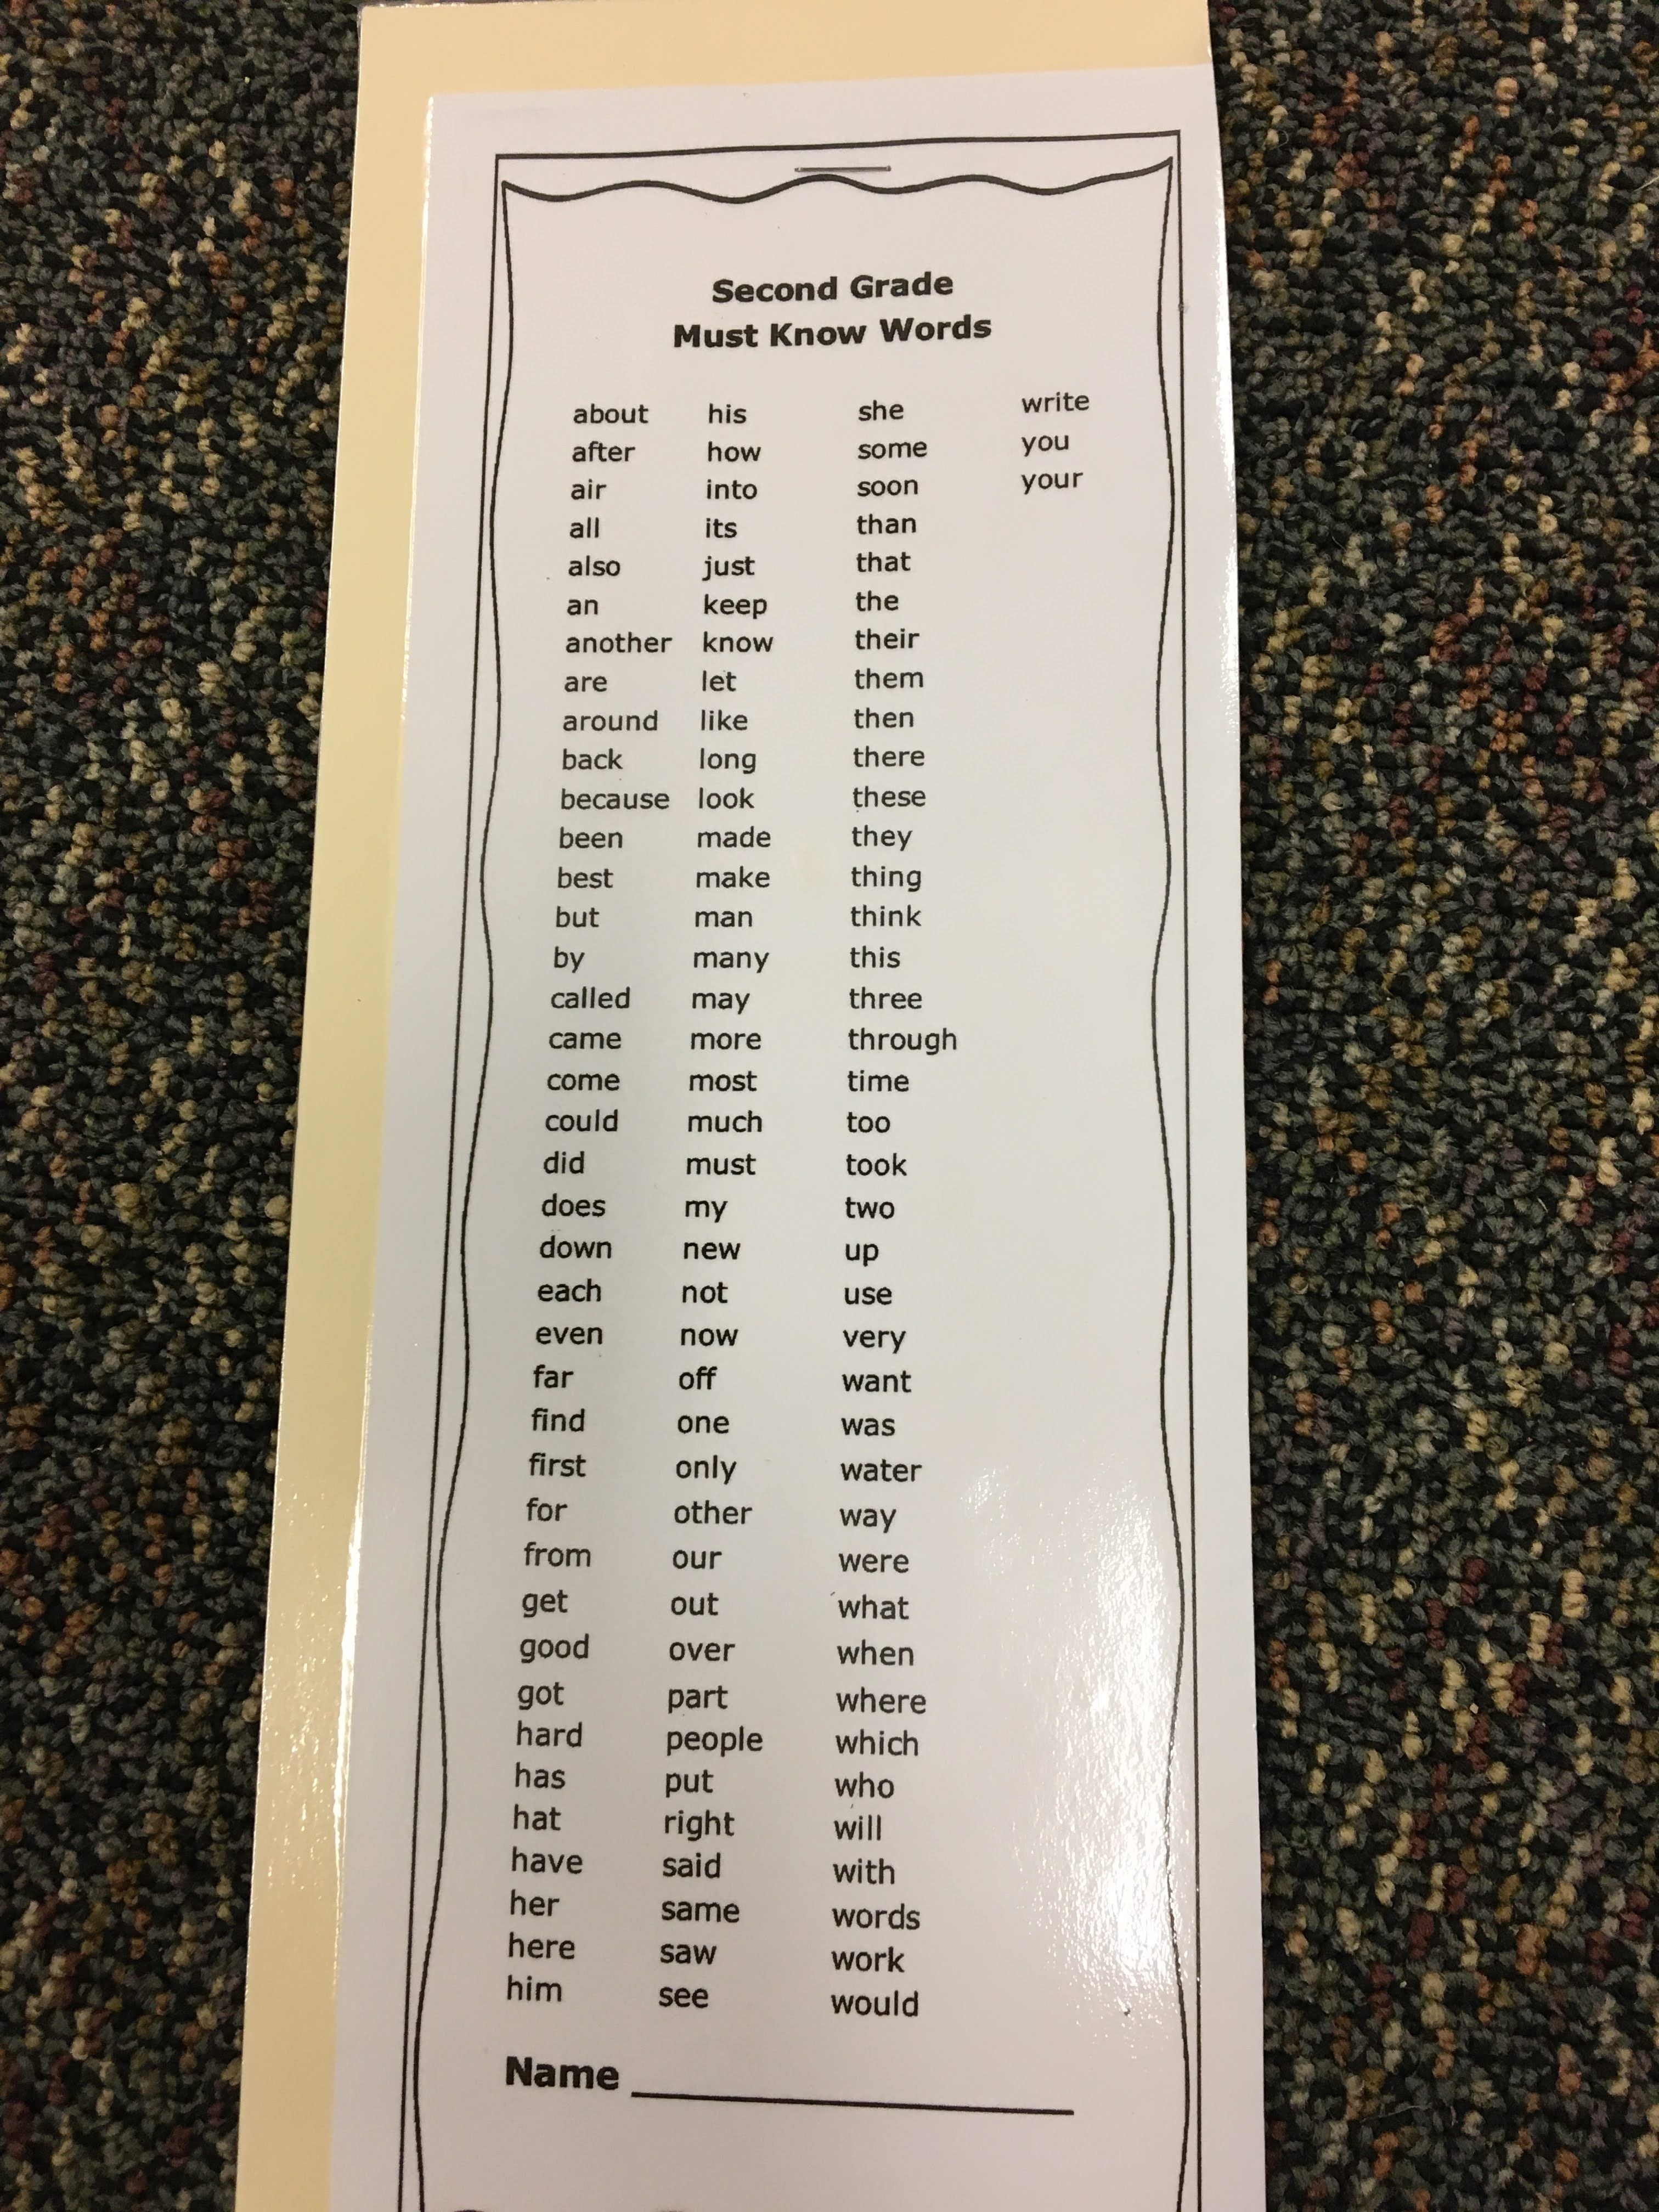 Second Grade
Must Know Words
about his she write
after how some you
air into soon your
all its than
also just that
an keep the
another know their
are let them
around like then
back long there
because look these
been made they
best make thing
but man think
by many this
called may three
came more through
come most time
could much too
did must took
does my two
down new up
each not use
even now very
far off want
find one was
first only water
for other way
from our were
get out what
good over when
got part where
hard people which
has put who
hat right will
have said with
her same words
here saw work
him see would
Name